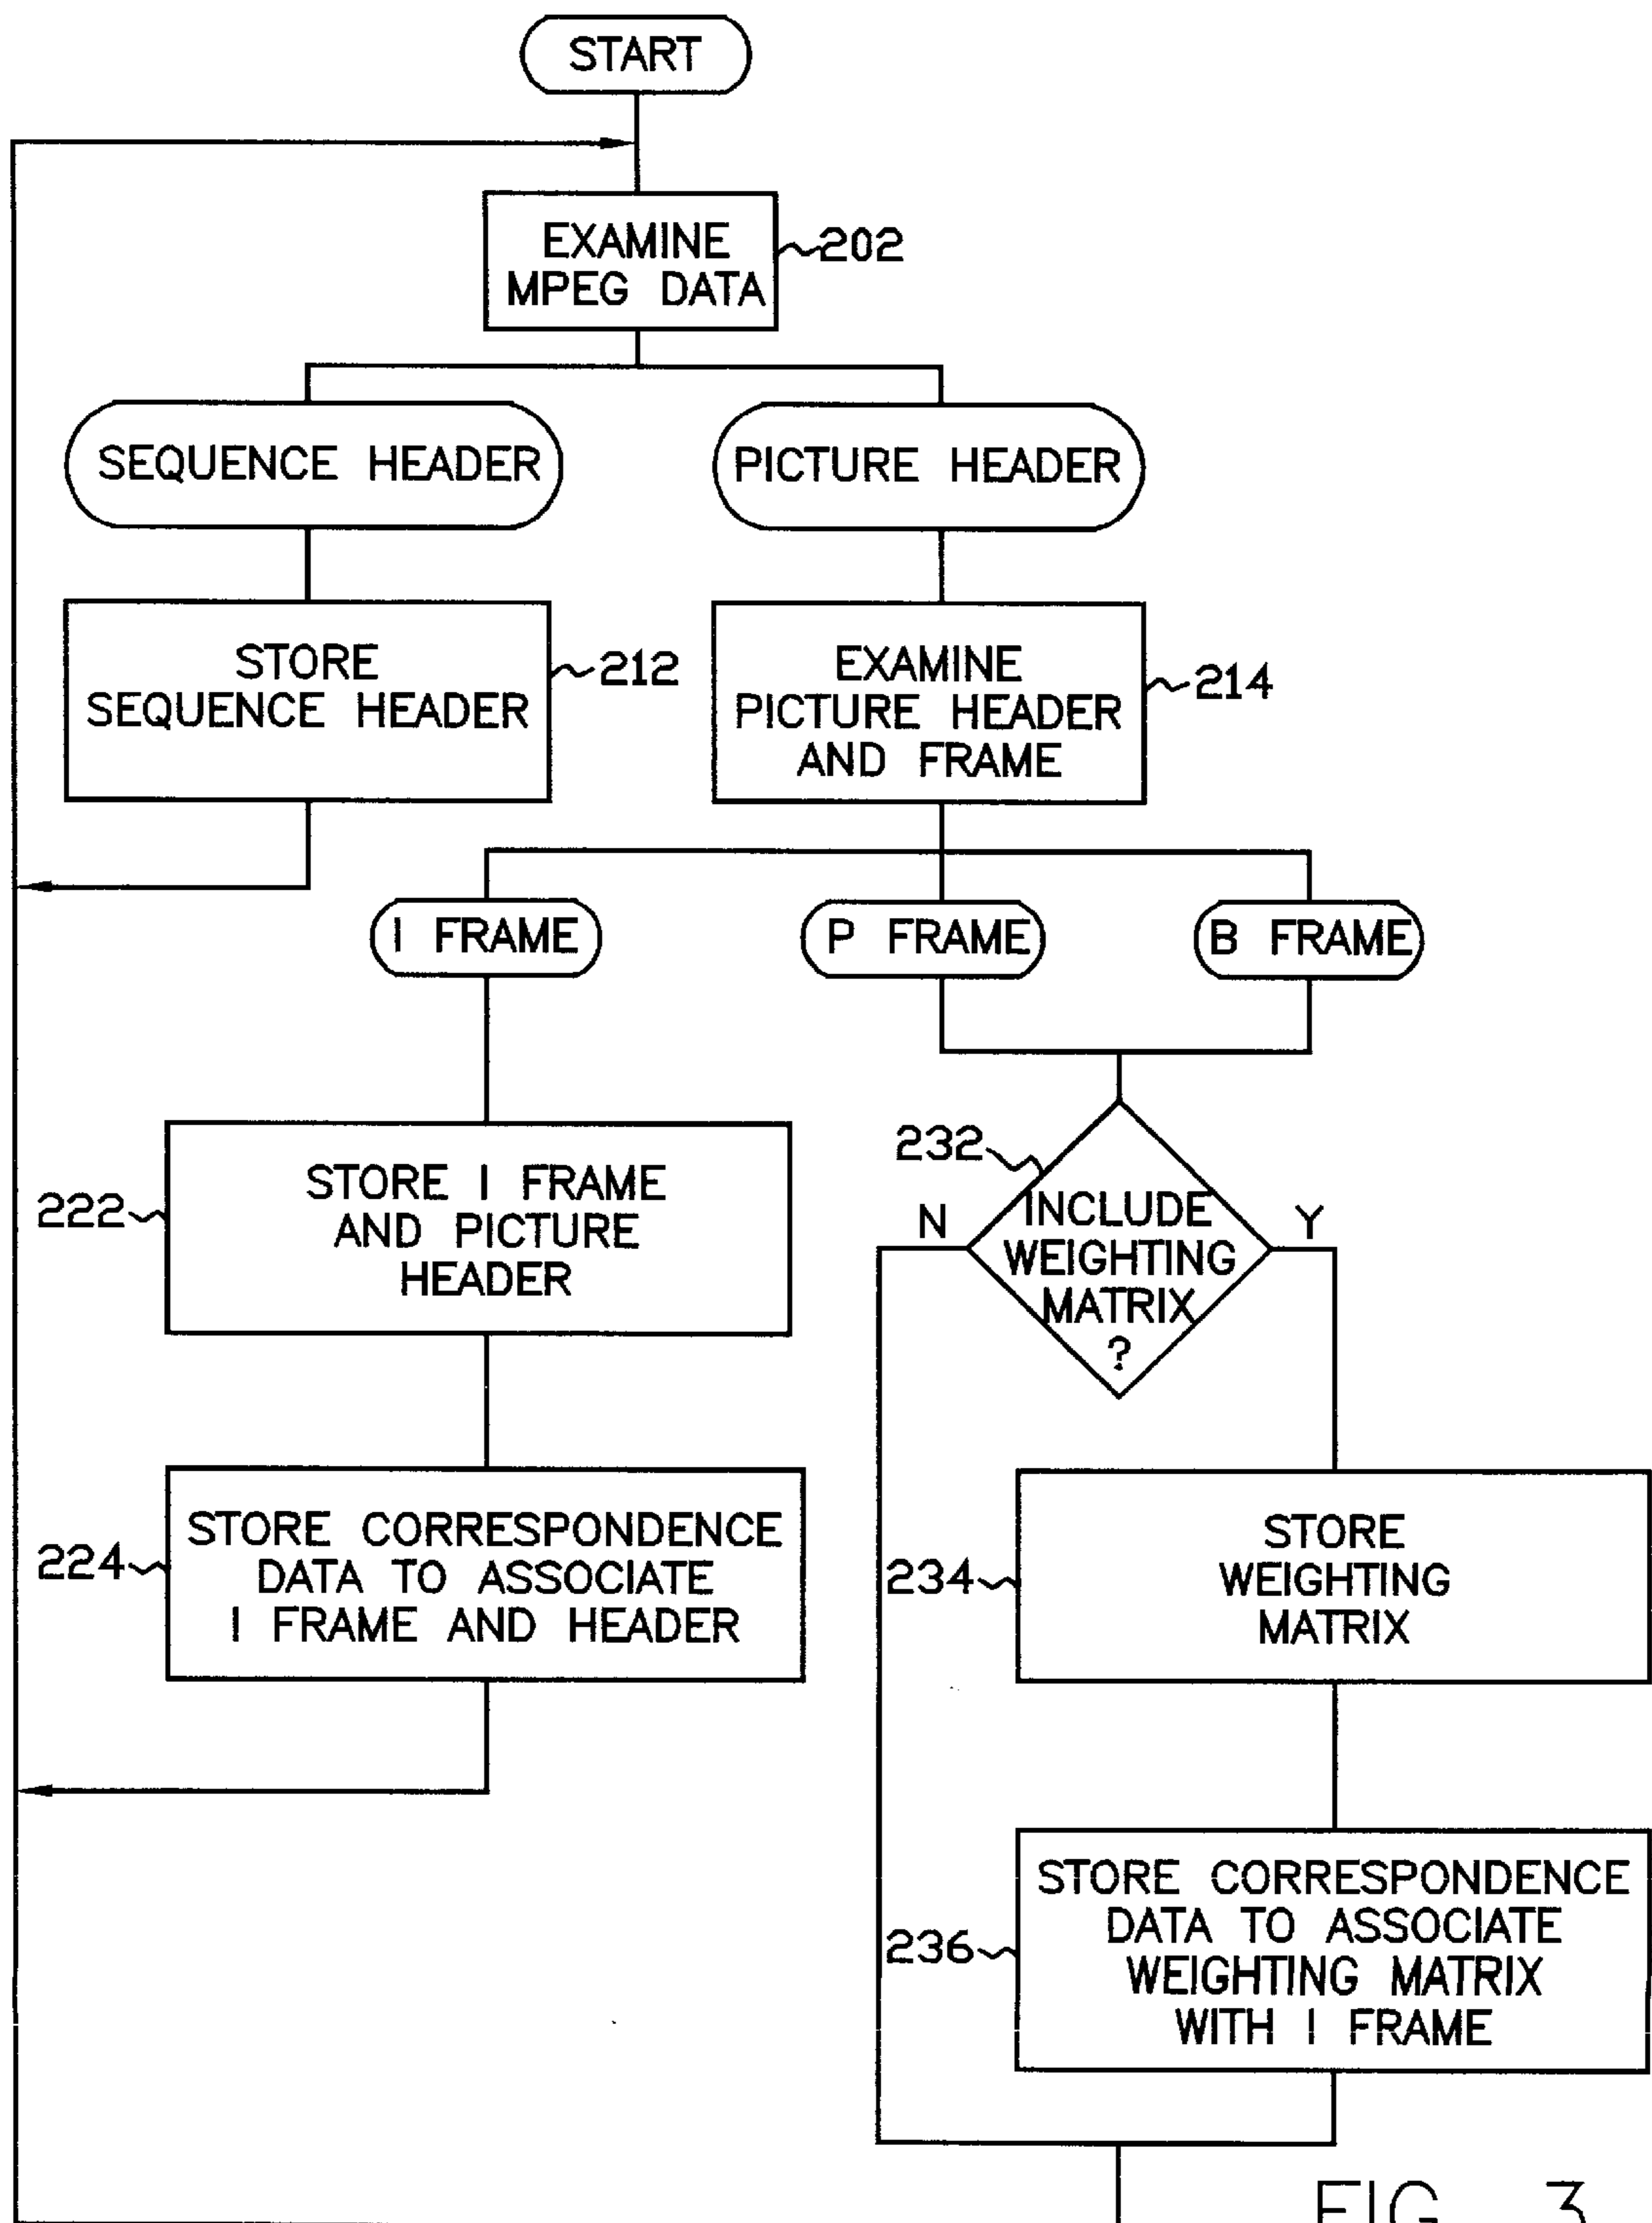 START
EXAMINE
MPEG DATA
202
SEQUENCE HEADER
PICTURE HEADER
STORE
SEQUENCE HEADER
212
EXAMINE
PICTURE HEADER
AND FRAME
214
I FRAME
P FRAME
B FRAME
222
STORE I FRAME
AND PICTURE
HEADER
232
N
INCLUDE
WEIGHTING
MATRIX
?
Y
224
STORE CORRESPONDENCE
DATA TO ASSOCIATE
I FRAME AND HEADER
234
STORE
WEIGHTING
MATRIX
236
STORE CORRESPONDENCE
DATA TO ASSOCIATE
WEIGHTING MATRIX
WITH I FRAME
FIG. 3